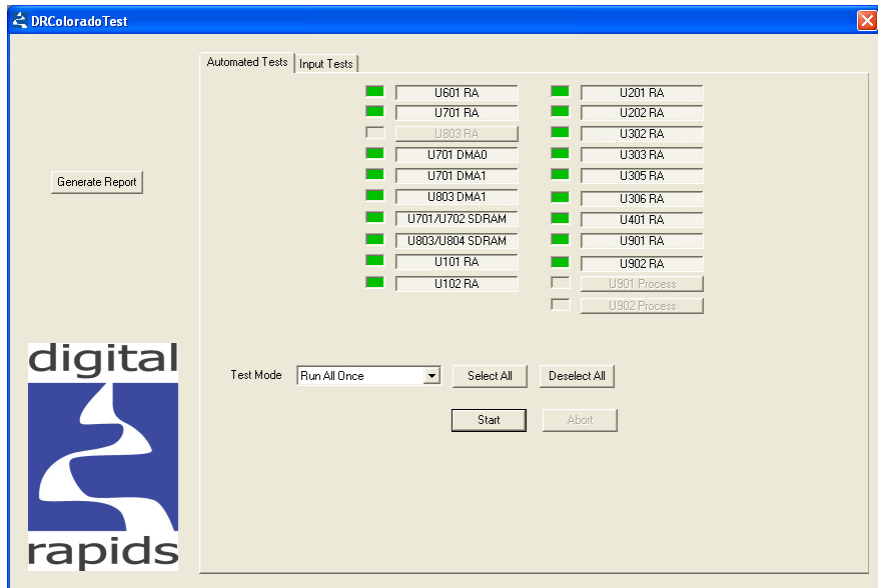 DRColoradoTest
Automated Tests
Input Tests
U601 RA
U701 RA
U803 RA
U701 DMA0
U701 DMA1
U803 DMA1
U701/U702 SDRAM
U803/U804 SDRAM
U101 RA
U102 RA
U201 RA
U202 RA
U302 RA
U303 RA
U305 RA
U306 RA
U401 RA
U901 RA
U902 RA
U901 Process
U902 Process
Generate Report
Test Mode
Run All Once
Select All
Deselect All
Start
Abort
digital
rapids